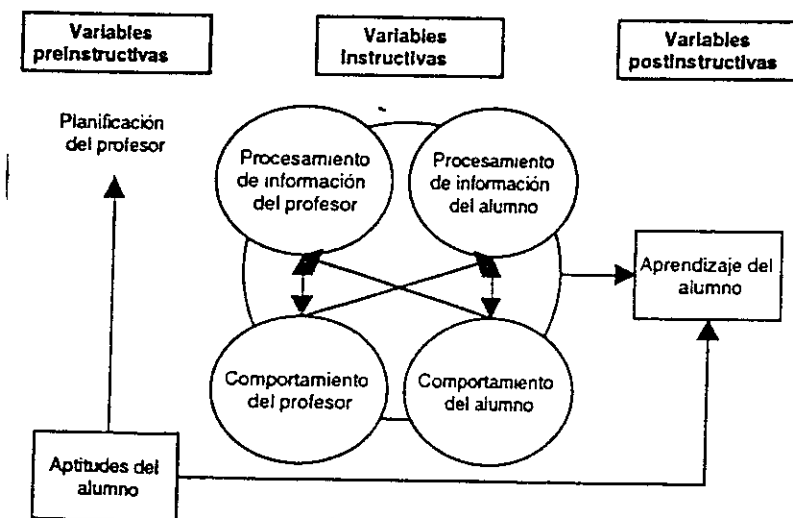 Variables
preinstructivas
Variables
Instructivas
Variables
postinstructivas
Planificación
del profesor
Procesamiento
de información
del profesor
Procesamiento
de información
del alumno
Aprendizaje del
alumno
Comportamiento
del profesor
Comportamiento
del alumno
Aptitudes del
alumno